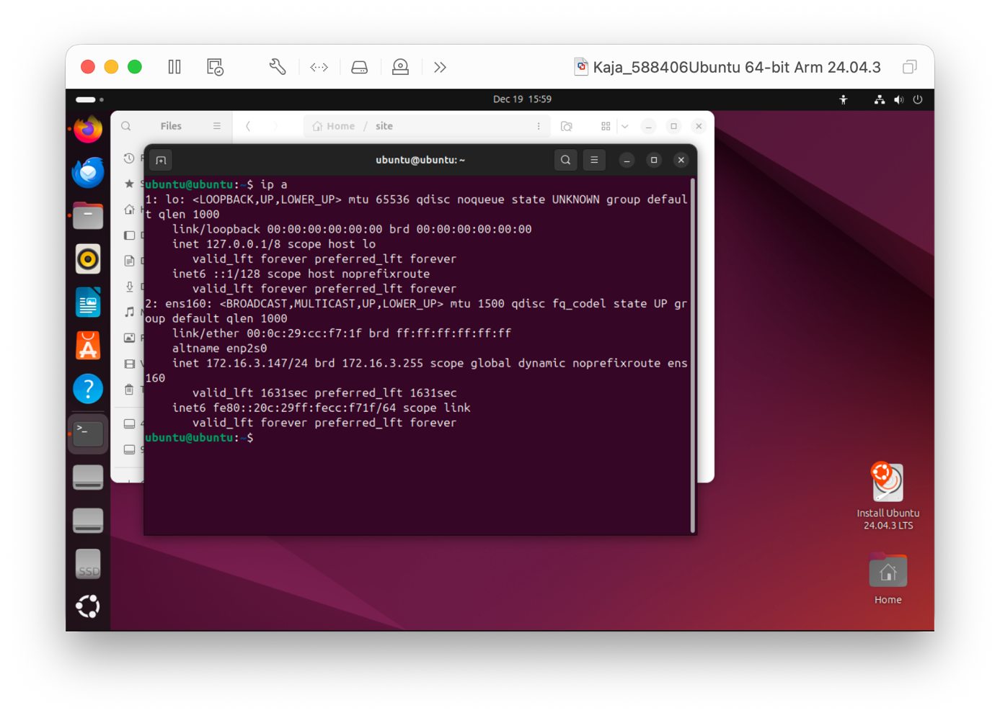 Kaja_588406Ubuntu 64-bit Arm 24.04.3
Dec 19 15:59
Files
Home / site
ubuntu@ubuntu: ~
ubuntu@ubuntu:~$ ip a
1: lo: <LOOPBACK,UP,LOWER_UP> mtu 65536 qdisc noqueue state UNKNOWN group defaul
t qlen 1000
link/loopback 00:00:00:00:00:00 brd 00:00:00:00:00:00
inet 127.0.0.1/8 scope host lo
valid_lft forever preferred_lft forever
inet6 ::1/128 scope host noprefixroute
valid_lft forever preferred_lft forever
2: ens160: <BROADCAST,MULTICAST,UP,LOWER_UP> mtu 1500 qdisc fq_codel state UP gr
oup default qlen 1000
link/ether 00:0c:29:cc:f7:1f brd ff:ff:ff:ff:ff:ff
altname enp2s0
inet 172.16.3.147/24 brd 172.16.3.255 scope global dynamic noprefixroute ens
160
valid_lft 1631sec preferred_lft 1631sec
inet6 fe80::20c:29ff:fecc:f71f/64 scope link
valid_lft forever preferred_lft forever
ubuntu@ubuntu:~$
SSD
Install Ubuntu
24.04.3 LTS
Home